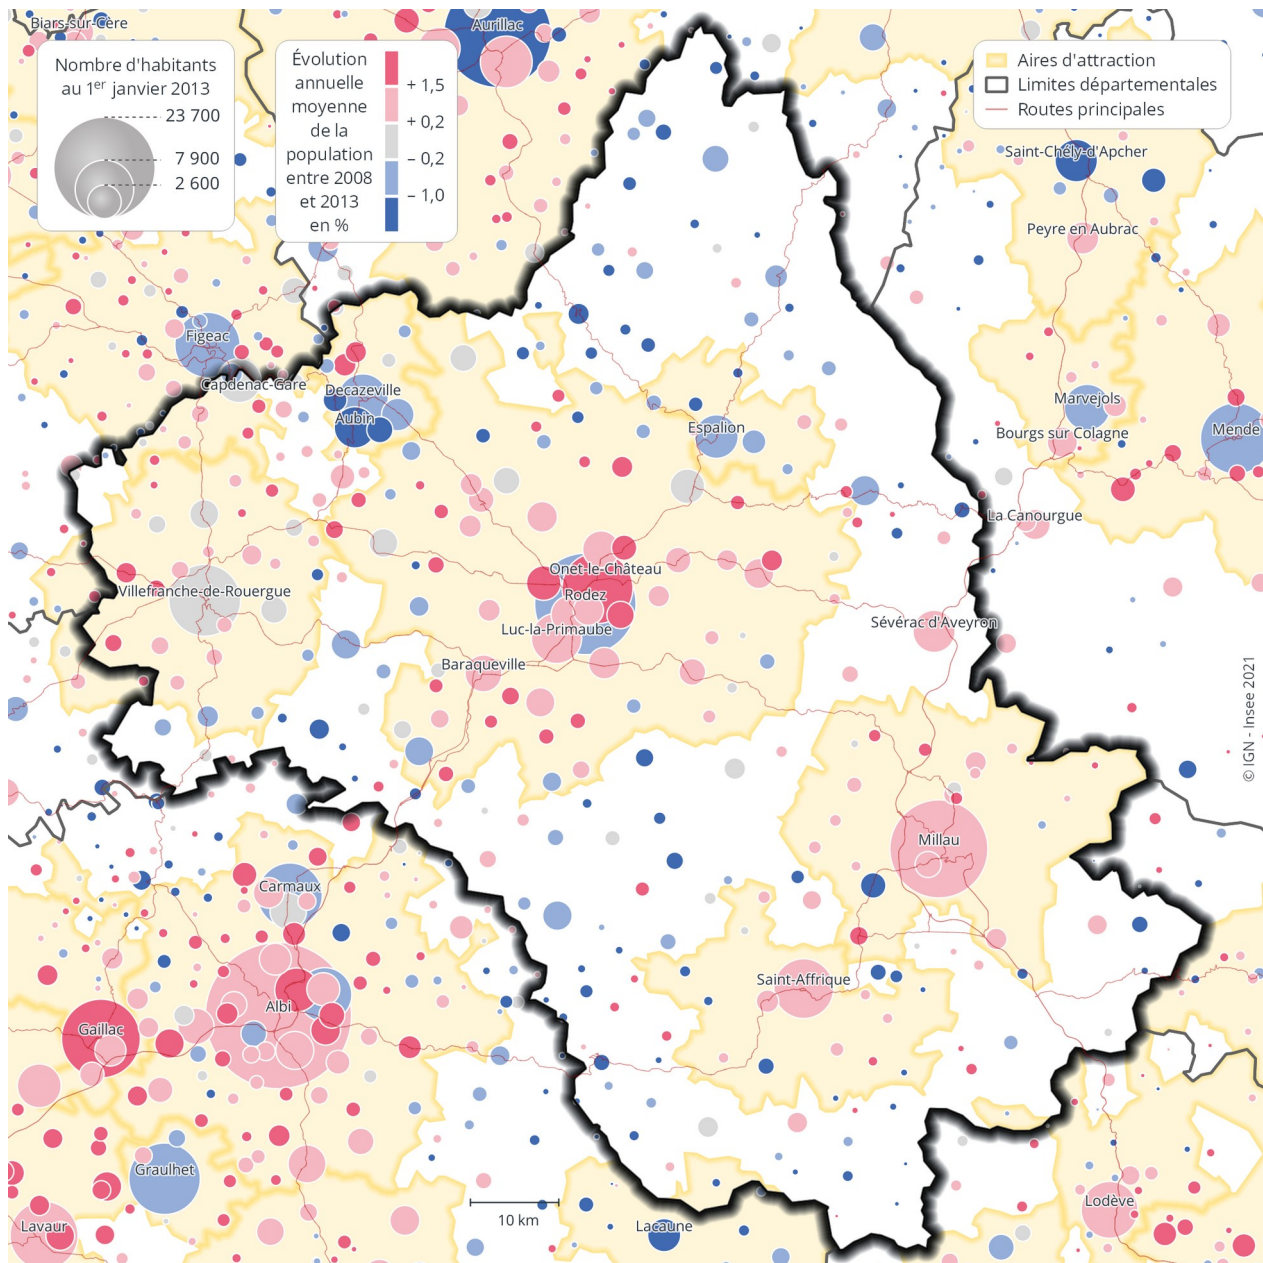 Biars-sur-Cère
Aurillac
Nombre d'habitants
au 1er janvier 2013
23 700
7 900
2 600
Évolution
annuelle
moyenne
de la
population
entre 2008
et 2013
en %
+ 1,5
+ 0,2
– 0,2
– 1,0
Aires d'attraction
Limites départementales
Routes principales
Saint-Chély-d'Apcher
Peyre en Aubrac
Figeac
Capdenac-Gare
Decazeville
Aubin
Espalion
Marvejols
Bourgs sur Colagne
Mende
La Canourgue
Onet-le-Château
Rodez
Villefranche-de-Rouergue
Luc-la-Primaube
Sévérac d'Aveyron
Baraqueville
© IGN - Insee 2021
Millau
Carmaux
Saint-Affrique
Albi
Gaillac
Graulhet
Lavaur
10 km
Lacaune
Lodève